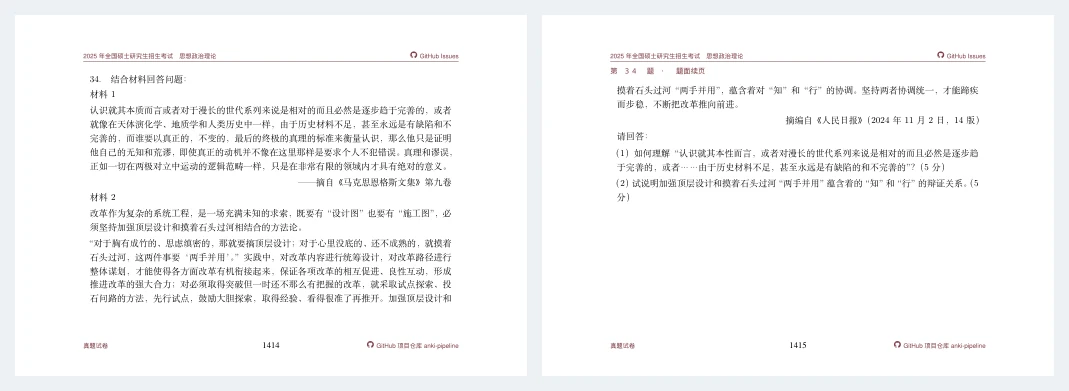 2025 年全国硕士研究生招生考试 思想政治理论
GitHub Issues
34. 结合材料回答问题：
材料 1
认识就其本质而言或者对于漫长的世代系列来说是相对的而且必然是逐步趋于完善的，或者
就像在天体演化学、地质学和人类历史中一样，由于历史材料不足，甚至永远是有缺陷和不
完善的，而谁要以真正的，不变的，最后的终极的真理的标准来衡量认识，那么他只是证明
他自己的无知和荒谬，即使真正的动机并不像在这里那样是要求个人不犯错误。真理和谬误，
正如一切在两极对立中运动的逻辑范畴一样，只是在非常有限的领域内才具有绝对的意义。
——摘自《马克思恩格斯文集》第九卷
材料 2
改革作为复杂的系统工程，是一场充满未知的求索，既要有 “设计图” 也要有 “施工图”，必
须坚持加强顶层设计和摸着石头过河相结合的方法论。
“对于胸有成竹的、思虑缜密的，那就要搞顶层设计；对于心里没底的、还不成熟的，就摸着
石头过河，这两件事要 ‘两手并用’。” 实践中，对改革内容进行统筹设计，对改革路径进行
整体谋划，才能使得各方面改革有机衔接起来，保证各项改革的相互促进、良性互动，形成
推进改革的强大合力；对必须取得突破但一时还不那么有把握的改革，就采取试点探索、投
石问路的方法，先行试点，鼓励大胆探索，取得经验、看得很准了再推开。加强顶层设计和
真题试卷
1414
GitHub 项目仓库 anki-pipeline
2025 年全国硕士研究生招生考试 思想政治理论
GitHub Issues
第 34 题 · 题面续页
摸着石头过河 “两手并用”，蕴含着对 “知” 和 “行” 的协调。坚持两者协调统一，才能蹄疾
而步稳，不断把改革推向前进。
摘编自《人民日报》（2024 年 11 月 2 日，14 版）
请回答：
（1）如何理解 “认识就其本性而言，或者对漫长的世代系列来说是相对的而且必然是逐步趋
于完善的，或者……由于历史材料不足，甚至永远是有缺陷的和不完善的”？（5 分）
（2）试说明加强顶层设计和摸着石头过河 “两手并用” 蕴含着的 “知” 和 “行” 的辩证关系。（5
分）
真题试卷
1415
GitHub 项目仓库 anki-pipeline